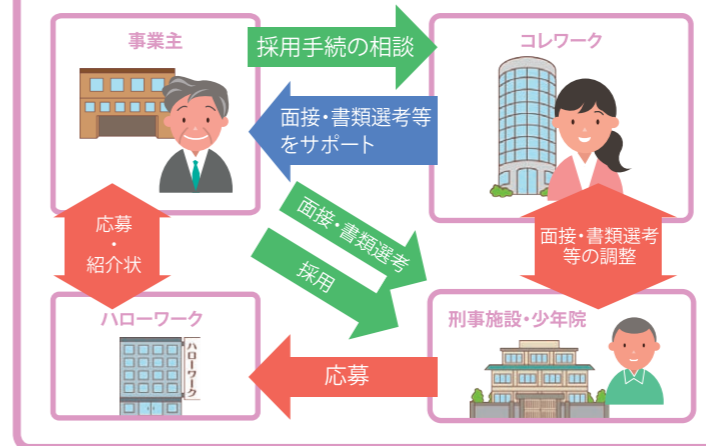 事業主
採用手続の相談
コレワーク
面接・書類選考等
をサポート
面接・書類選考
採用
応募
・
紹介状
面接・書類選考
等の調整
ハローワーク
ハローワーク
刑事施設・少年院
応募